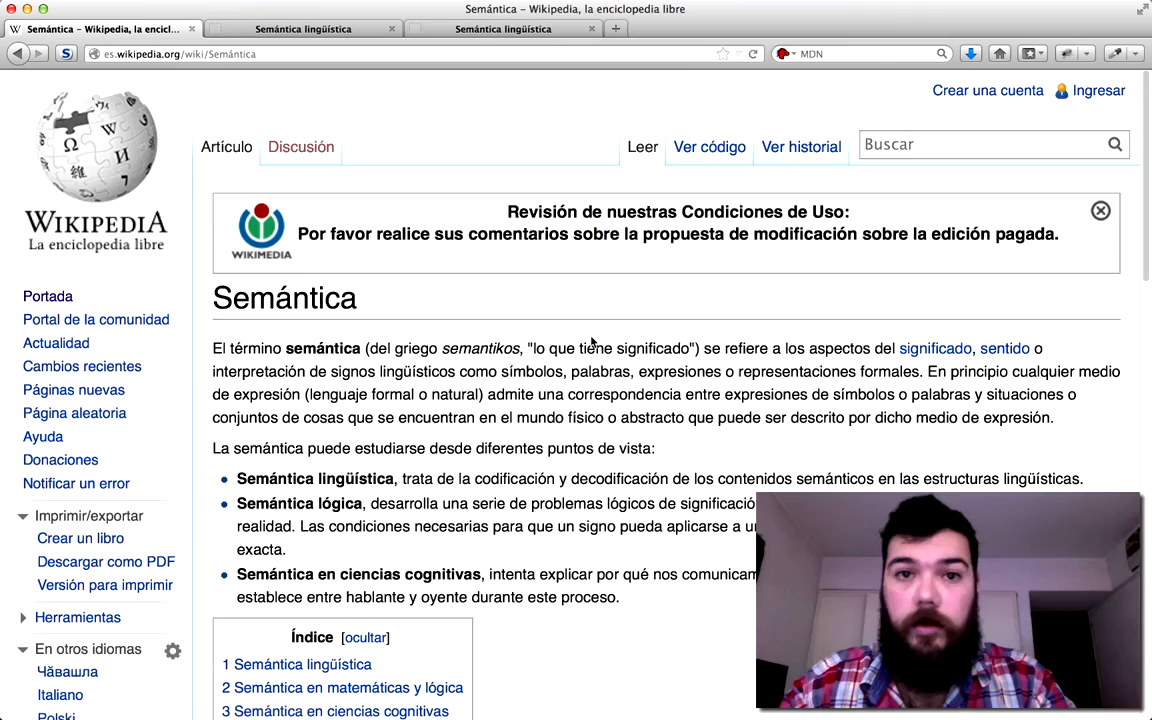 Semántica – Wikipedia, la enciclopedia libre
W Semántica – Wikipedia, la encicl...
Semántica lingüística
Semántica lingüística
es.wikipedia.org/wiki/Semántica
MDN
Crear una cuenta
Ingresar
Artículo
Discusión
Leer
Ver código
Ver historial
Buscar
WIKIPEDIA
La enciclopedia libre
Revisión de nuestras Condiciones de Uso:
Por favor realice sus comentarios sobre la propuesta de modificación sobre la edición pagada.
WIKIMEDIA
Portada
Portal de la comunidad
Actualidad
Cambios recientes
Páginas nuevas
Página aleatoria
Ayuda
Donaciones
Notificar un error
Imprimir/exportar
Crear un libro
Descargar como PDF
Versión para imprimir
Herramientas
En otros idiomas
Чӑвашла
Italiano
Polski
Semántica
El término semántica (del griego semantikos, "lo que tiene significado") se refiere a los aspectos del significado, sentido o
interpretación de signos lingüísticos como símbolos, palabras, expresiones o representaciones formales. En principio cualquier medio
de expresión (lenguaje formal o natural) admite una correspondencia entre expresiones de símbolos o palabras y situaciones o
conjuntos de cosas que se encuentran en el mundo físico o abstracto que puede ser descrito por dicho medio de expresión.
La semántica puede estudiarse desde diferentes puntos de vista:
Semántica lingüística, trata de la codificación y decodificación de los contenidos semánticos en las estructuras lingüísticas.
Semántica lógica, desarrolla una serie de problemas lógicos de significació
realidad. Las condiciones necesarias para que un signo pueda aplicarse a u
exacta.
Semántica en ciencias cognitivas, intenta explicar por qué nos comunicam
establece entre hablante y oyente durante este proceso.
Índice [ocultar]
1 Semántica lingüística
2 Semántica en matemáticas y lógica
3 Semántica en ciencias cognitivas